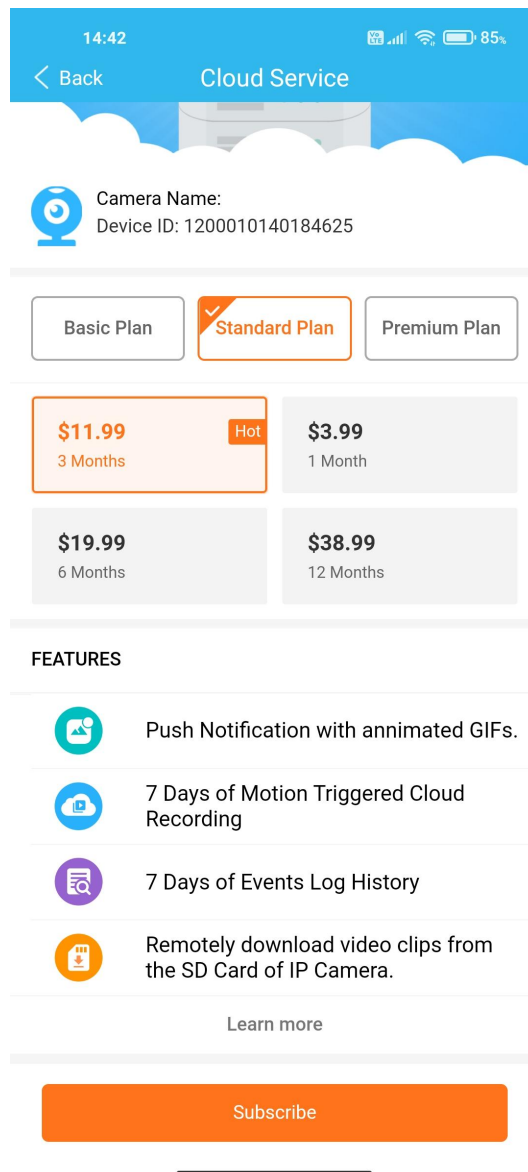 14:42
Vo LTE 85%
Back Cloud Service
Camera Name:
Device ID: 1200010140184625
Basic Plan Standard Plan Premium Plan
$11.99 Hot $3.99
3 Months 1 Month
$19.99 $38.99
6 Months 12 Months
FEATURES
Push Notification with annimated GIFs.
7 Days of Motion Triggered Cloud
Recording
7 Days of Events Log History
Remotely download video clips from
the SD Card of IP Camera.
Learn more
Subscribe